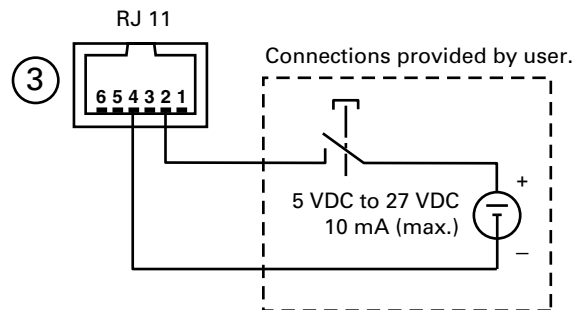 RJ 11
Connections provided by user.
3
6 5 4 3 2 1
+
5 VDC to 27 VDC
10 mA (max.)
–